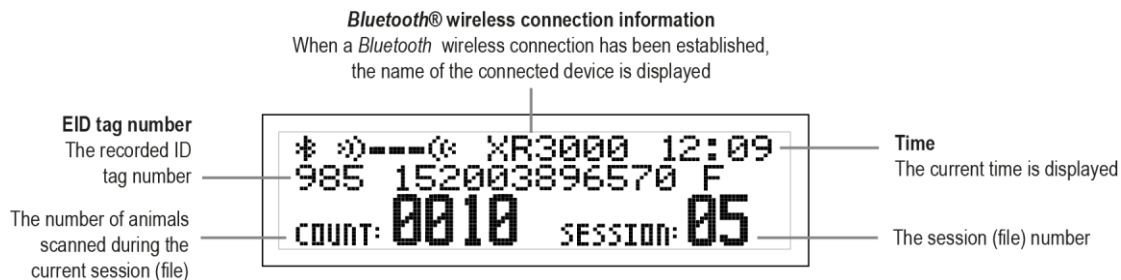 Bluetooth® wireless connection information
When a Bluetooth wireless connection has been established,
the name of the connected device is displayed
EID tag number
The recorded ID
tag number
XR3000 12:09
985 152003896570 F
COUNT: 0010 SESSION: 05
Time
The current time is displayed
The number of animals
scanned during the
current session (file)
The session (file) number